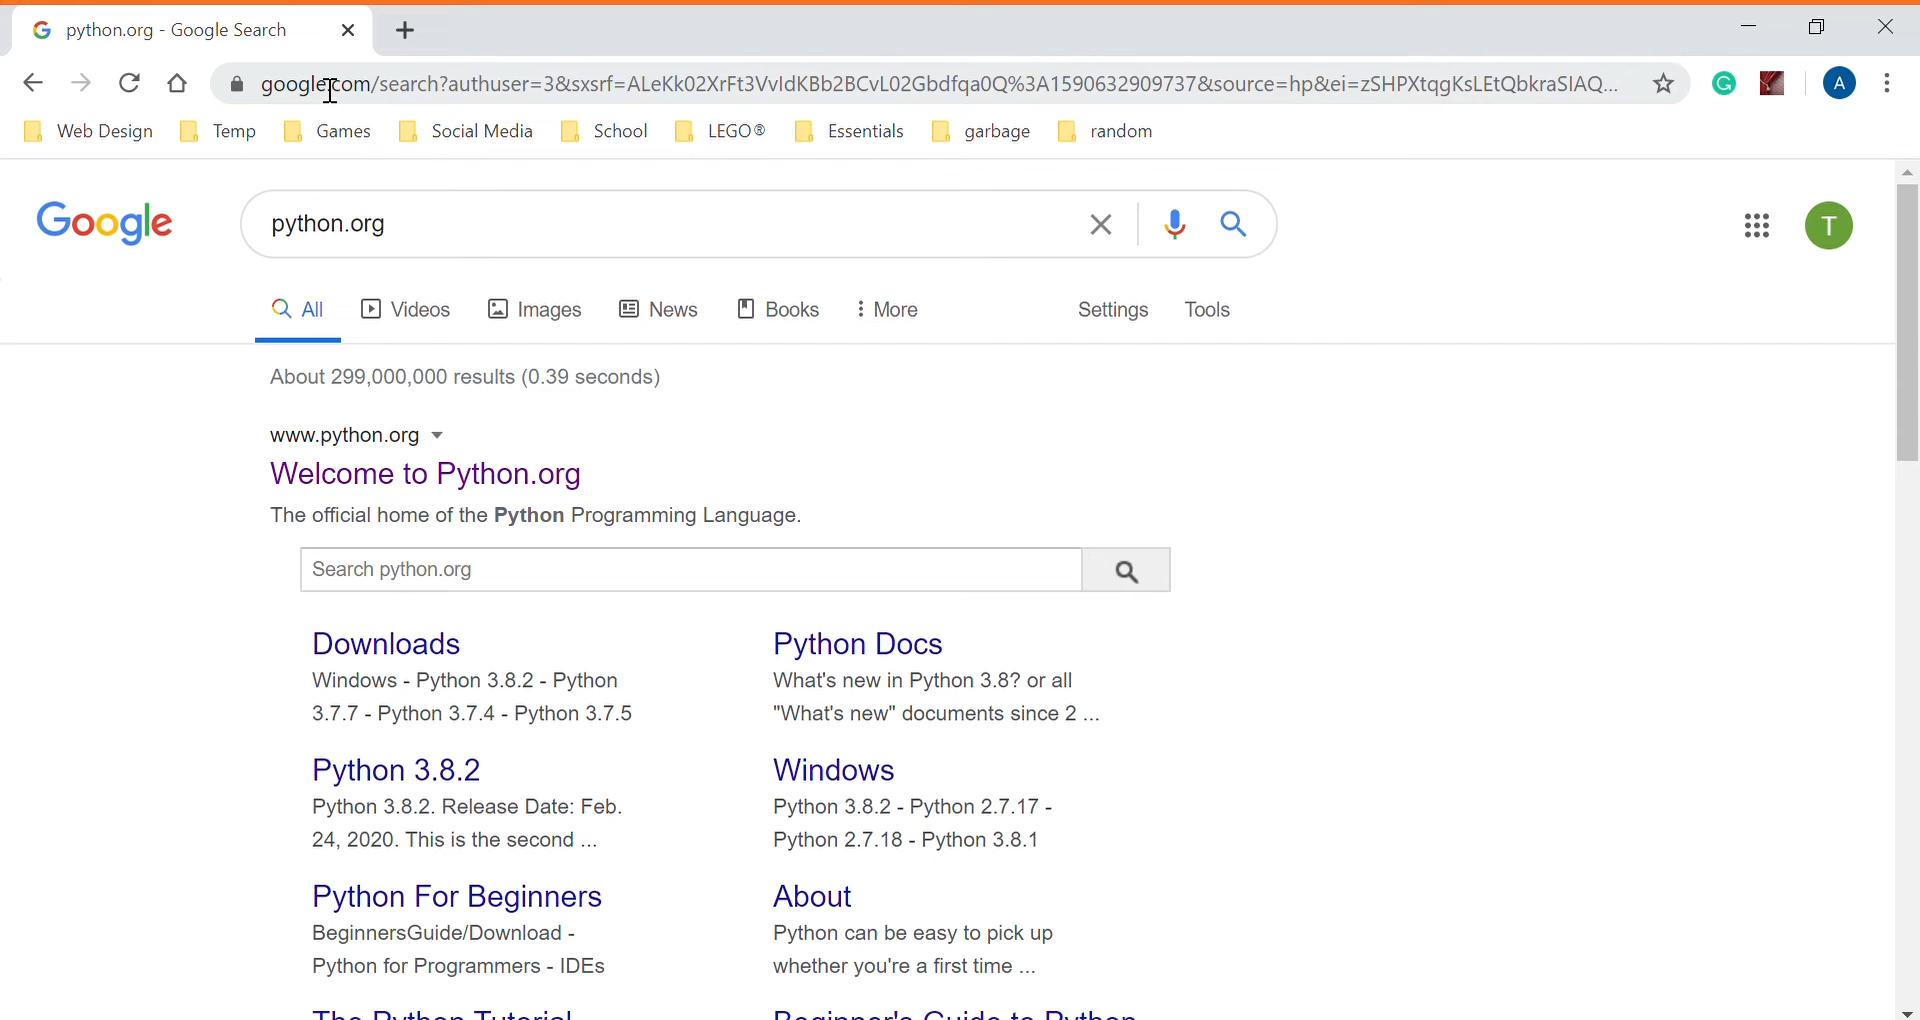 python.org - Google Search
google.com/search?authuser=3&sxsrf=ALeKk02XrFt3VvIdKBb2BCvL02Gbdfqa0Q%3A1590632909737&source=hp&ei=zSHPXtqgKsLEtQbkraSIAQ...
A
Web Design Temp Games Social Media School LEGO® Essentials garbage random
Google
python.org
T
All Videos Images News Books More Settings Tools
About 299,000,000 results (0.39 seconds)
www.python.org
Welcome to Python.org
The official home of the Python Programming Language.
Search python.org
Downloads
Windows - Python 3.8.2 - Python
3.7.7 - Python 3.7.4 - Python 3.7.5
Python Docs
What's new in Python 3.8? or all
"What's new" documents since 2 ...
Python 3.8.2
Python 3.8.2. Release Date: Feb.
24, 2020. This is the second ...
Windows
Python 3.8.2 - Python 2.7.17 -
Python 2.7.18 - Python 3.8.1
Python For Beginners
BeginnersGuide/Download -
Python for Programmers - IDEs
About
Python can be easy to pick up
whether you're a first time ...
The Python Tutorial
Beginner's Guide to Python